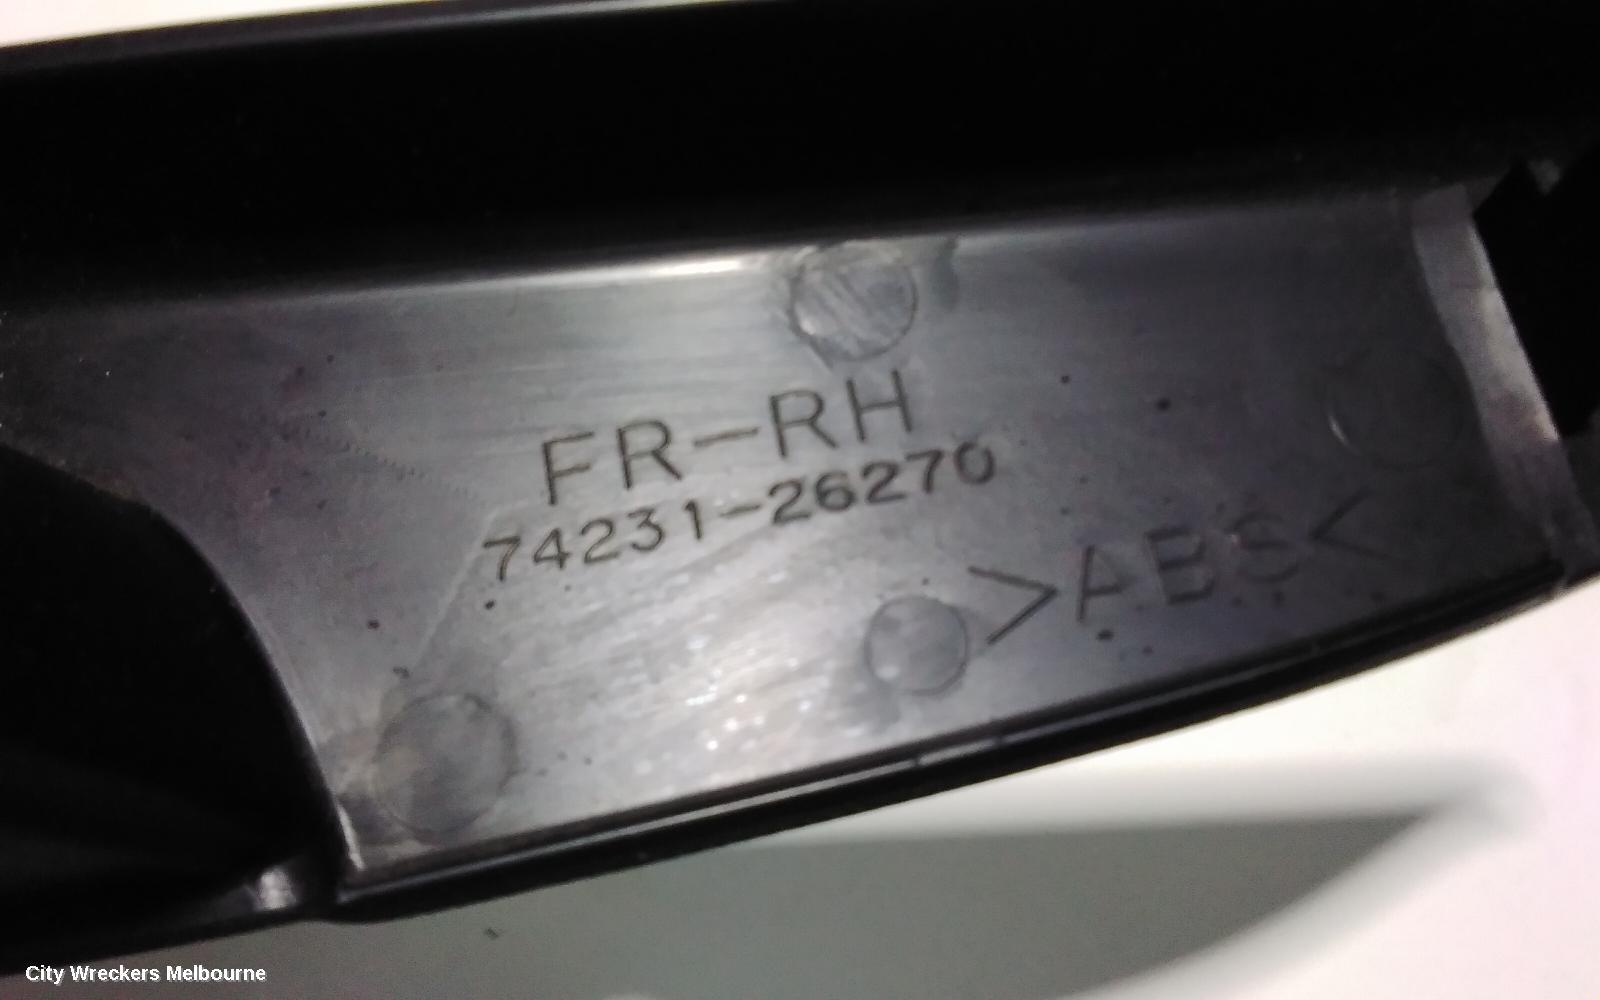 FR-RH
74231-26270
>ABS<
City Wreckers Melbourne